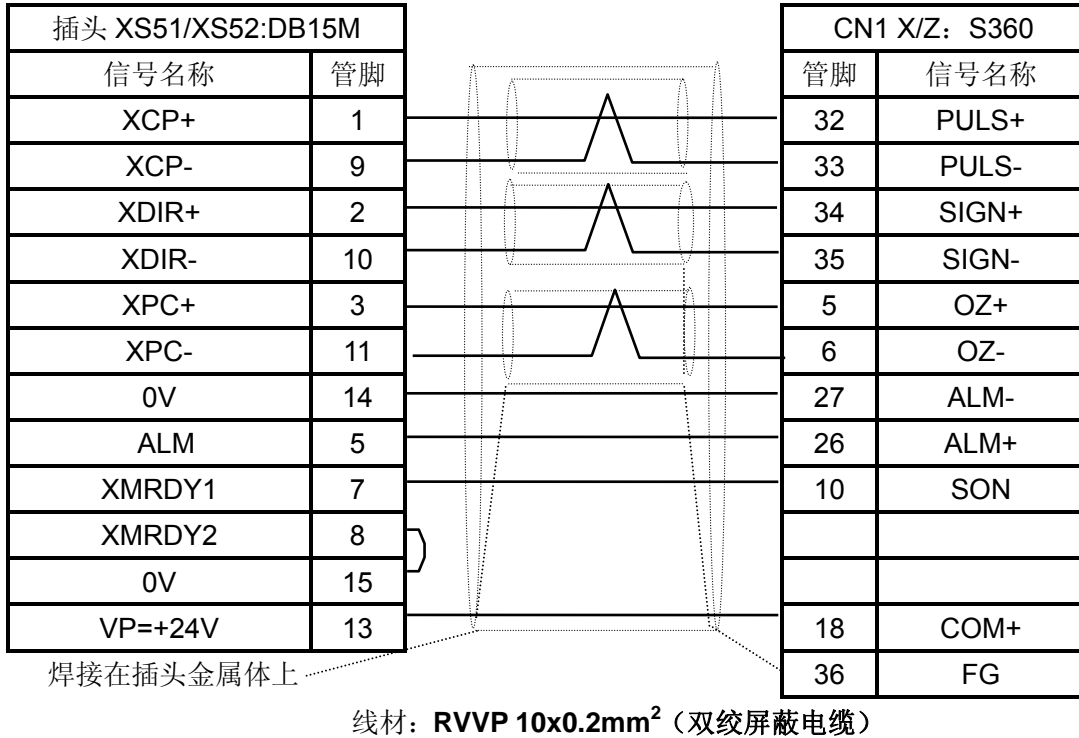 插头 XS51/XS52:DB15M CN1 X/Z：S360
信号名称 管脚 管脚 信号名称
XCP+ 1 32 PULS+
XCP- 9 33 PULS-
XDIR+ 2 34 SIGN+
XDIR- 10 35 SIGN-
XPC+ 3 5 OZ+
XPC- 11 6 OZ-
0V 14 27 ALM-
ALM 5 26 ALM+
XMRDY1 7 10 SON
XMRDY2 8
0V 15
VP=+24V 13 18 COM+
焊接在插头金属体上 36 FG
线材：RVVP 10x0.2mm²（双绞屏蔽电缆）